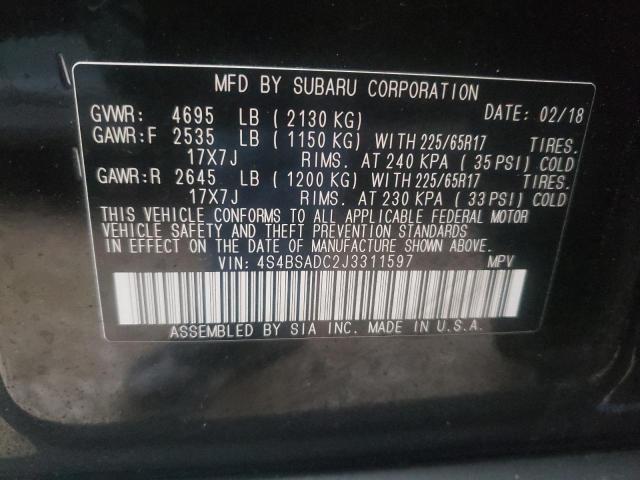 MFD BY SUBARU CORPORATION
GVWR: 4695 LB (2130 KG) DATE: 02/18
GAWR:F 2535 LB (1150 KG) WITH 225/65R17 TIRES.
17X7J RIMS. AT 240 KPA (35 PSI) COLD
GAWR:R 2645 LB (1200 KG) WITH 225/65R17 TIRES.
17X7J RIMS. AT 230 KPA (33 PSI) COLD
THIS VEHICLE CONFORMS TO ALL APPLICABLE FEDERAL MOTOR
VEHICLE SAFETY AND THEFT PREVENTION STANDARDS
IN EFFECT ON THE DATE OF MANUFACTURE SHOWN ABOVE.
VIN: 4S4BSADC2J3311597 MPV
ASSEMBLED BY SIA INC. MADE IN U.S.A.